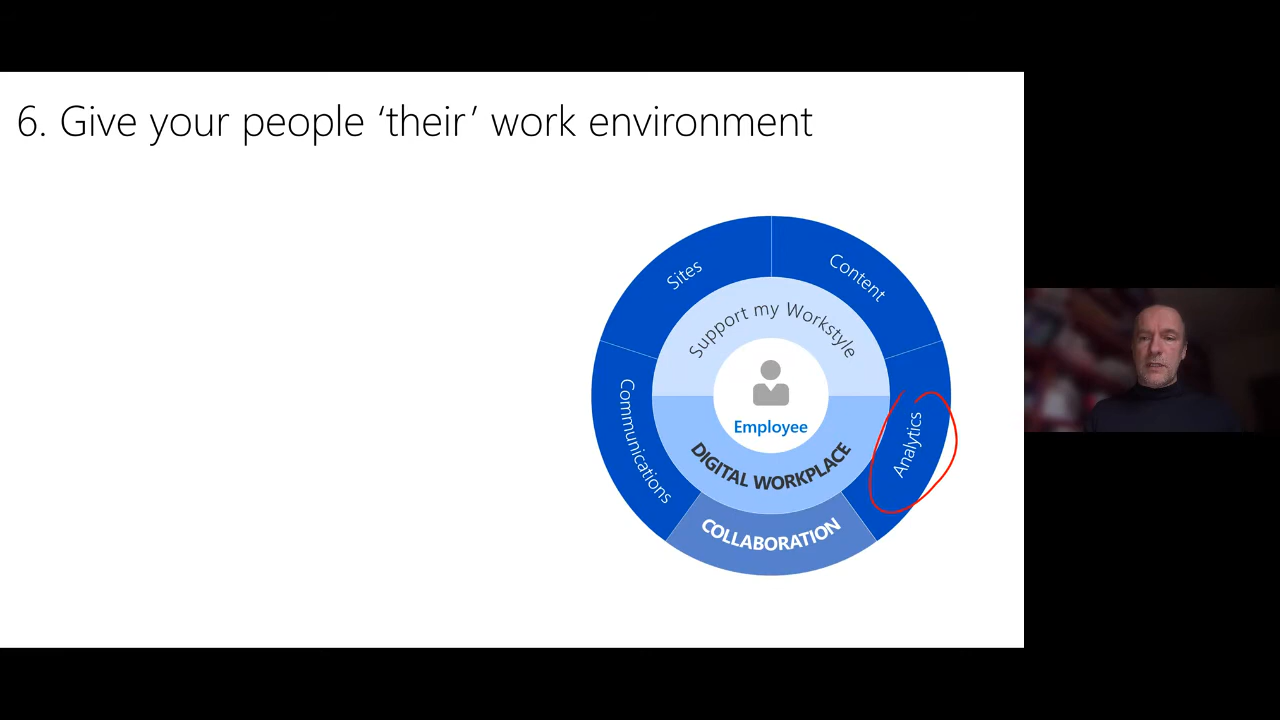 6. Give your people ‘their’ work environment
Sites
Content
Support my Workstyle
Employee
Communications
Analytics
DIGITAL WORKPLACE
COLLABORATION